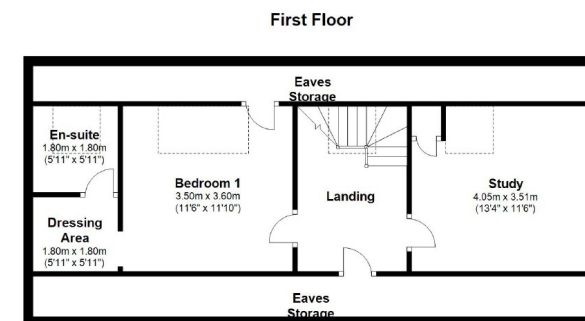 First Floor
Eaves
Storage
En-suite
1.80m x 1.80m
(5'11" x 5'11")
Bedroom 1
3.50m x 3.60m
(11'6" x 11'10")
Landing
Study
4.05m x 3.51m
(13'4" x 11'6")
Dressing
Area
1.80m x 1.80m
(5'11" x 5'11")
Eaves
Storage